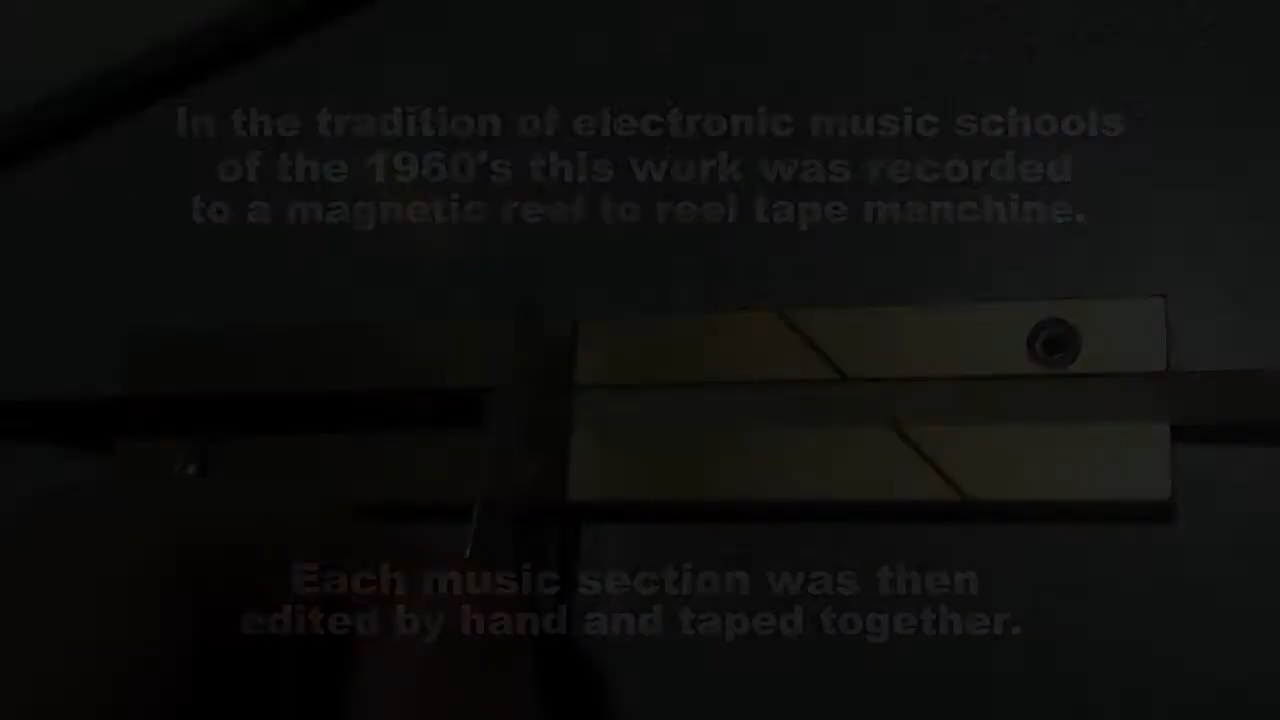 In the tradition of electronic music schools
of the 1960's this work was recorded
to a magnetic reel to reel tape manchine.
Each music section was then
edited by hand and taped together.